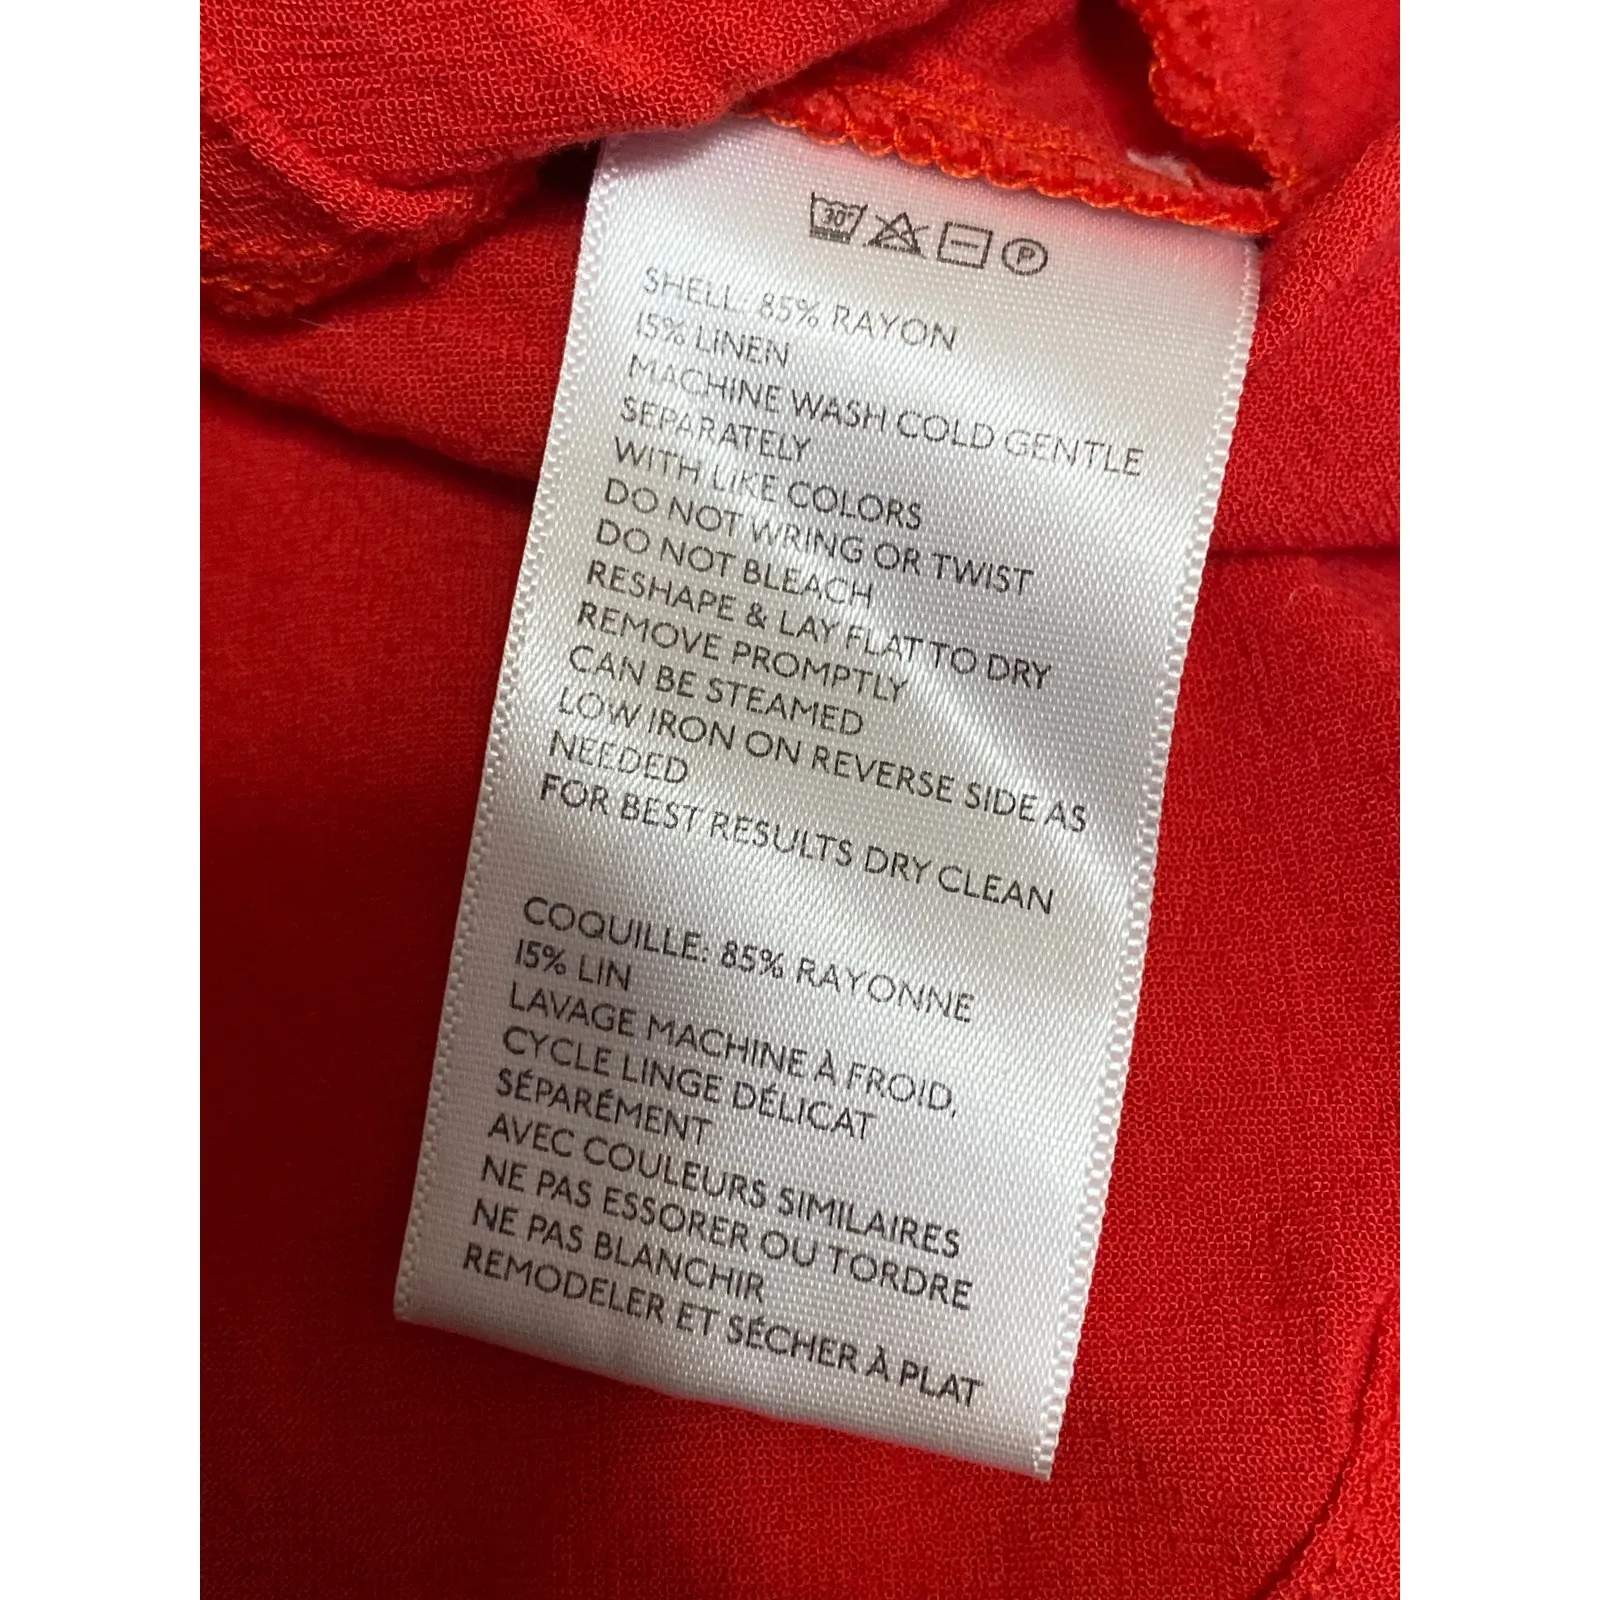 30°
P
SHELL: 85% RAYON
15% LINEN
MACHINE WASH COLD GENTLE
SEPARATELY
WITH LIKE COLORS
DO NOT WRING OR TWIST
DO NOT BLEACH
RESHAPE & LAY FLAT TO DRY
REMOVE PROMPTLY
CAN BE STEAMED
LOW IRON ON REVERSE SIDE AS
NEEDED
FOR BEST RESULTS DRY CLEAN
COQUILLE: 85% RAYONNE
15% LIN
LAVAGE MACHINE À FROID,
CYCLE LINGE DÉLICAT
SÉPARÉMENT
AVEC COULEURS SIMILAIRES
NE PAS ESSORER OU TORDRE
NE PAS BLANCHIR
REMODELER ET SÉCHER À PLAT